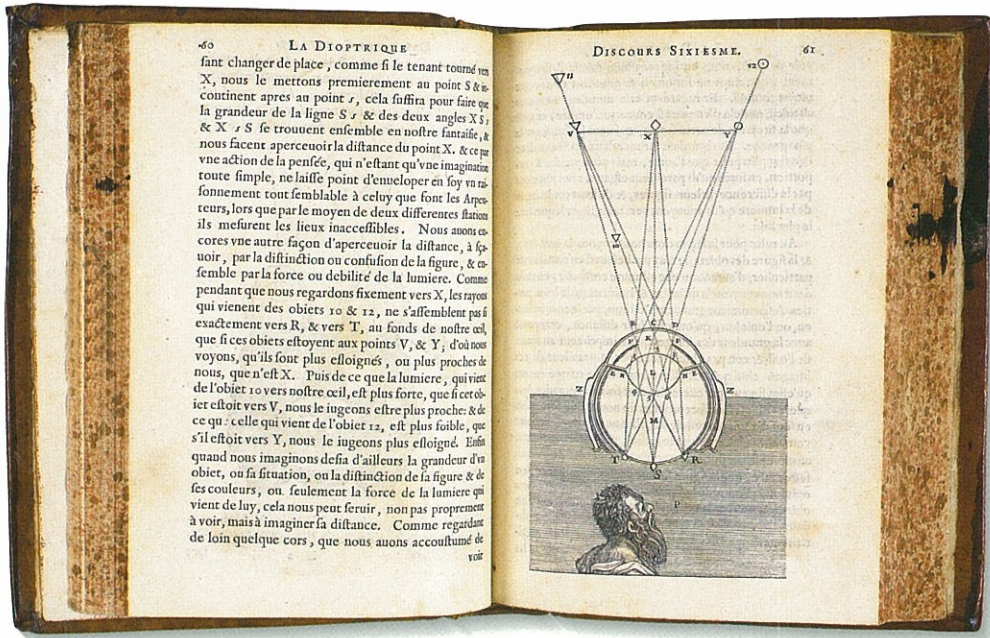 60 LA DIOPTRIQUE
ſant changer de place, comme ſi le tenant tourné vers
X, nous le mettons premierement au point S & in-
continent apres au point s, cela ſuffira pour faire que
la grandeur de la ligne S s & des deux angles X S s
& X s S ſe trouuent enſemble en noſtre fantaiſie, &
nous facent aperceuoir la diſtance du point X. & ce par
vne action de la penſée, qui n'eſtant qu'vne imagination
toute ſimple, ne laiſſe point d'enueloper en ſoy vn rai-
ſonnement tout ſemblable à celuy que font les Arpen-
teurs, lors que par le moyen de deux differentes ſtations
ils meſurent les lieux inacceſſibles. Nous auons en-
cores vne autre façon d'aperceuoir la diſtance, à ſça-
uoir, par la diſtinction ou confuſion de la figure, & en-
ſemble par la force ou debilité de la lumiere. Comme
pendant que nous regardons fixement vers X, les rayons
qui vienent des obiets 10 & 12, ne s'aſſemblent pas ſi
exactement vers R, & vers T, au fonds de noſtre œil,
que ſi ces obiets eſtoyent aux points V, & Y; d'où nous
voyons, qu'ils ſont plus eſloignés, ou plus proches de
nous, que n'eſt X. Puis de ce que la lumiere, qui vient
de l'obiet 10 vers noſtre œil, eſt plus forte, que ſi cet ob-
iet eſtoit vers V, nous le iugeons eſtre plus proche: & de
ce que celle qui vient de l'obiet 12, eſt plus foible, que
s'il eſtoit vers Y, nous le iugeons plus eſloigné. Enfin
quand nous imaginons deſia d'ailleurs la grandeur d'vn
obiet, ou ſa ſituation, ou la diſtinction de ſa figure & de
ſes couleurs, ou ſeulement la force de la lumiere qui
vient de luy, cela nous peut ſeruir, non pas proprement
à voir, mais à imaginer ſa diſtance. Comme regardant
de loin quelque cors, que nous auons accouſtumé de
voir
DISCOURS SIXIESME. 61
12
V X Y
10
B C D
K
L
Z Z
M
T R
S
P